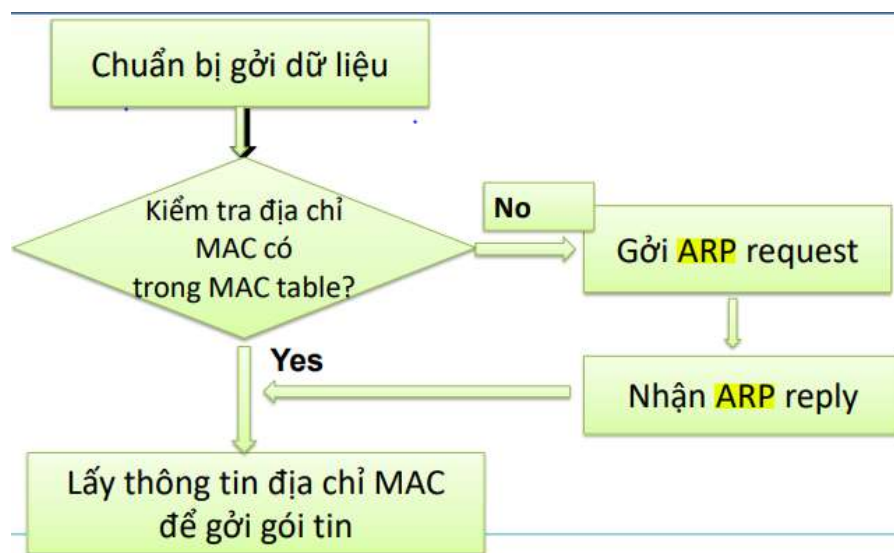 Chuẩn bị gởi dữ liệu
Kiểm tra địa chỉ
MAC có
trong MAC table?
No
Gởi ARP request
Nhận ARP reply
Yes
Lấy thông tin địa chỉ MAC
để gởi gói tin